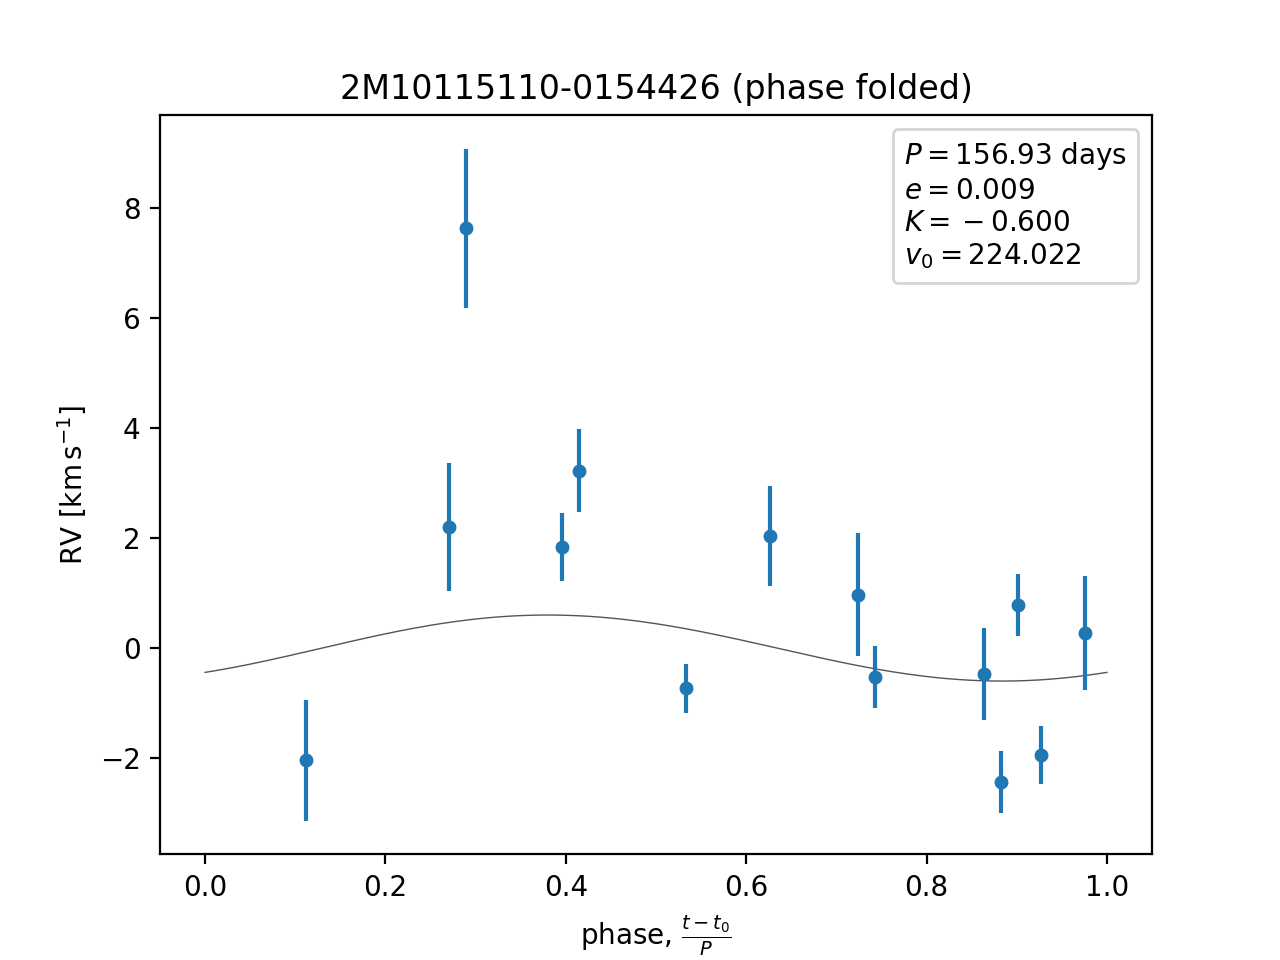 2M10115110-0154426 (phase folded)
P = 156.93 days
e = 0.009
K = −0.600
v₀ = 224.022
8
6
4
2
0
−2
RV [km s⁻¹]
0.0 0.2 0.4 0.6 0.8 1.0
phase, (t − t₀)/P